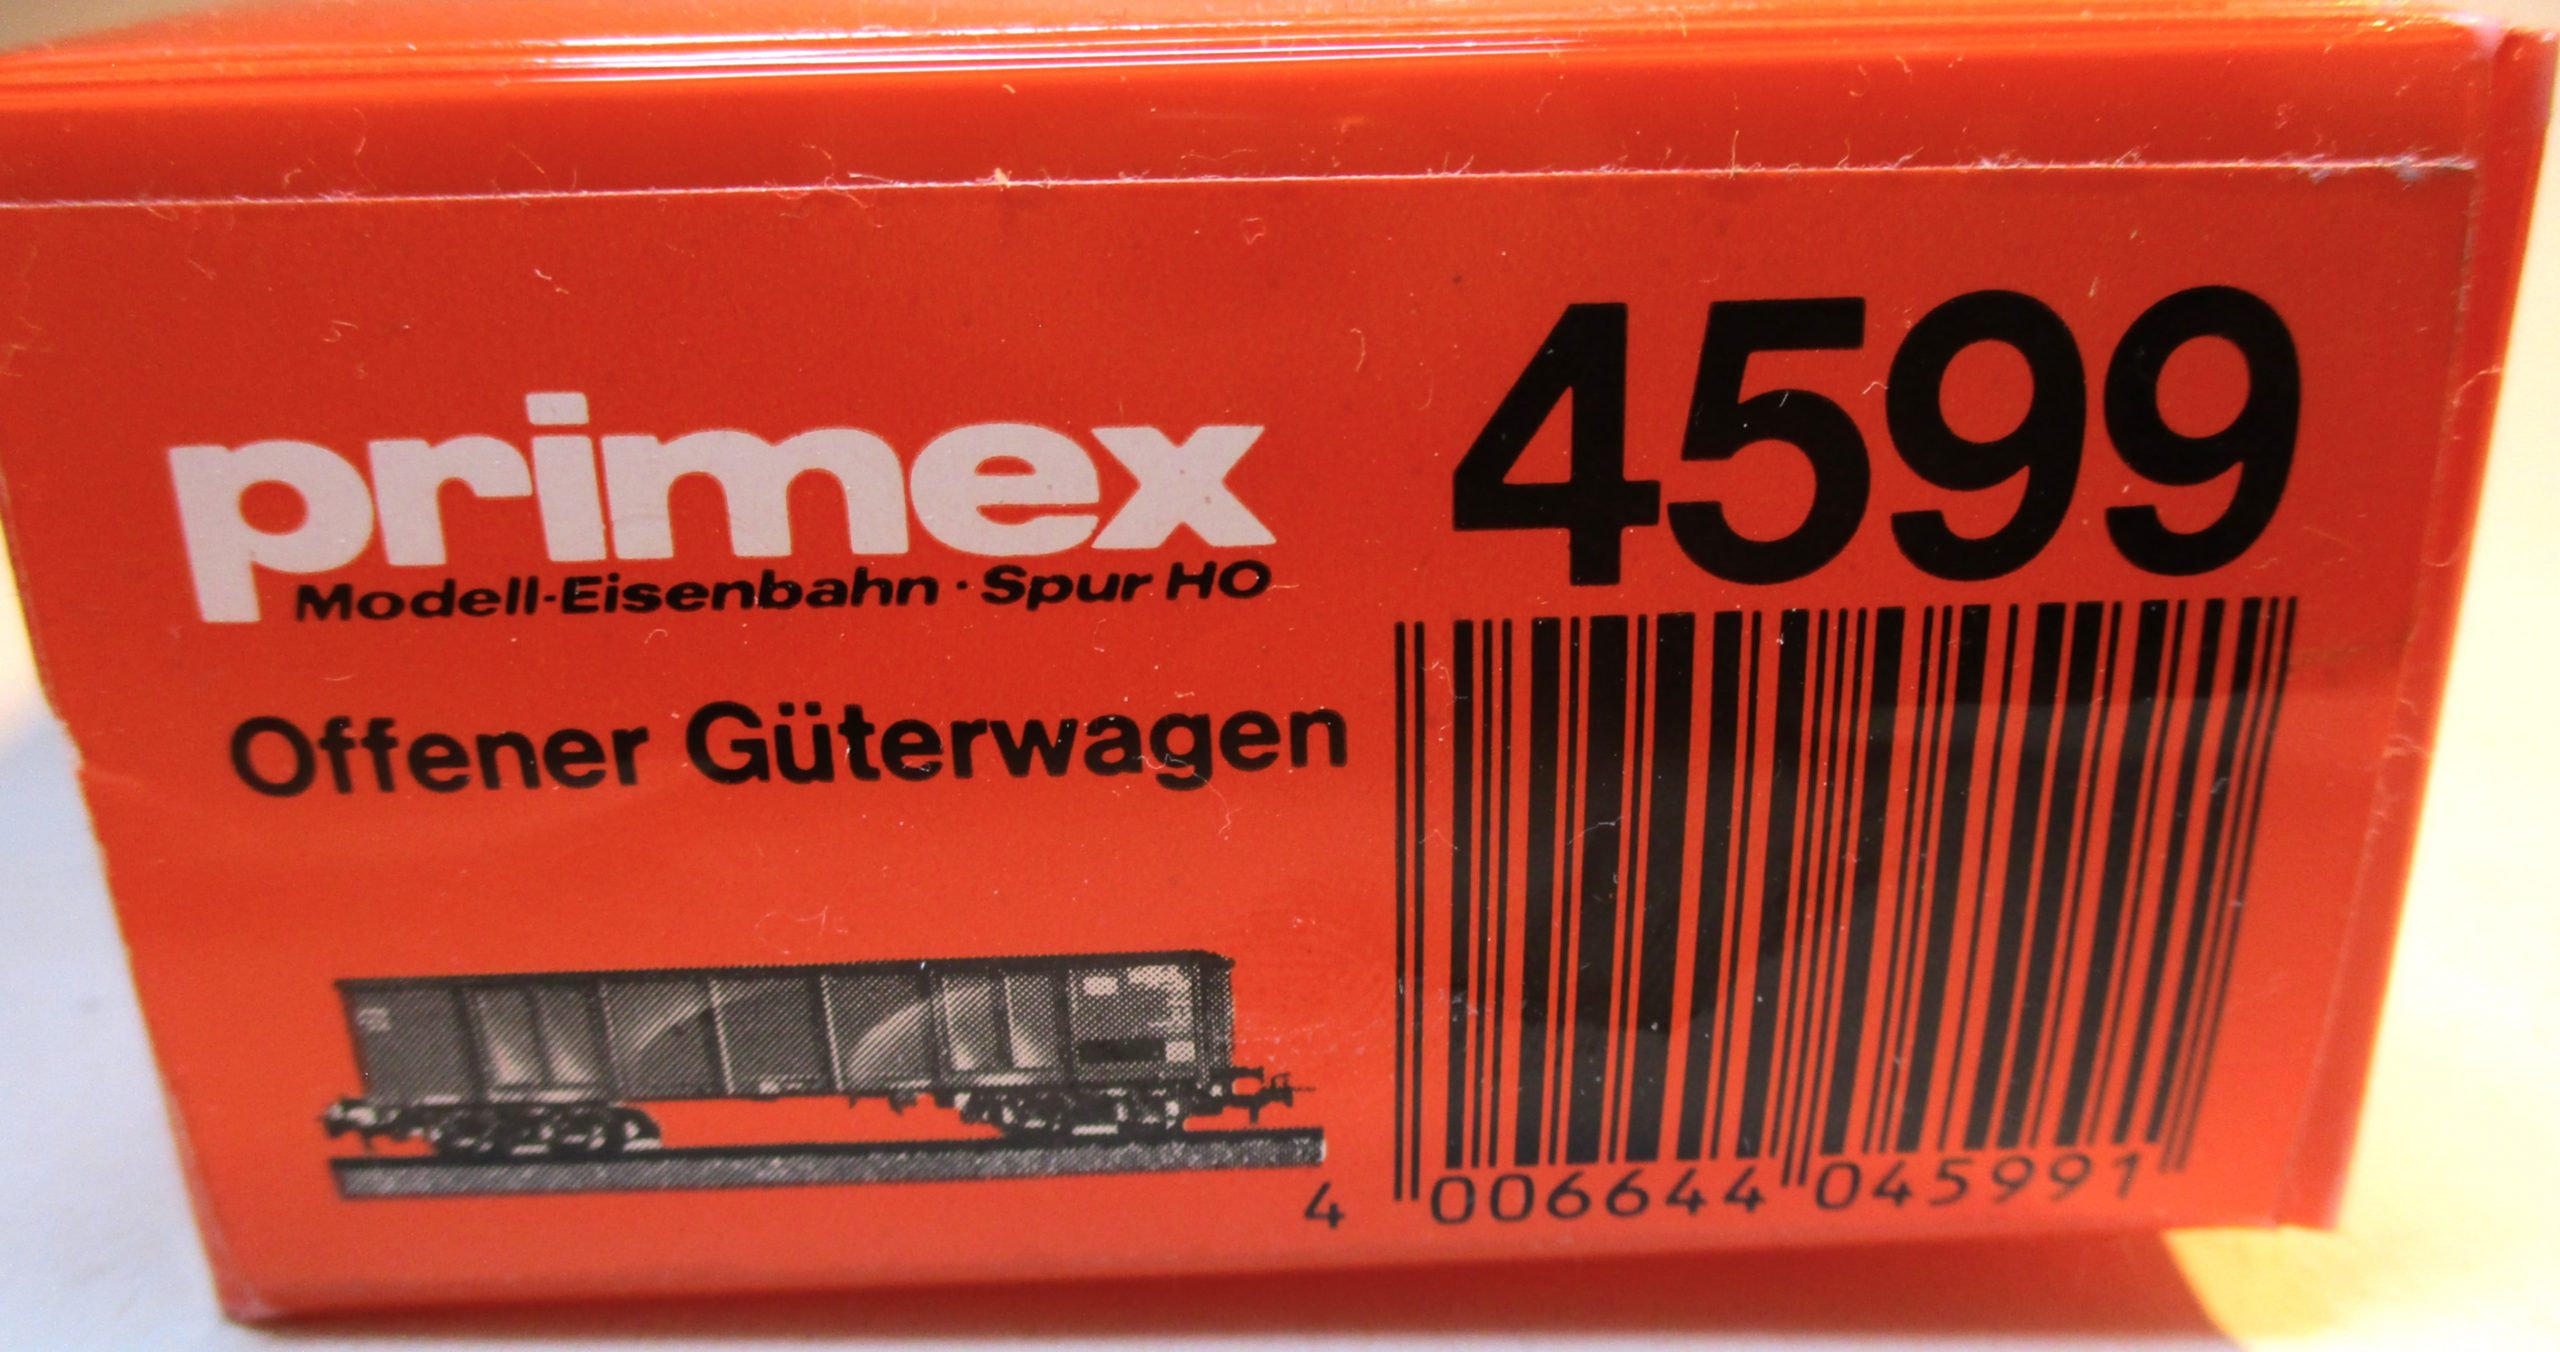 primex
Modell-Eisenbahn · Spur HO
Offener Güterwagen
4599
4 006644 045991